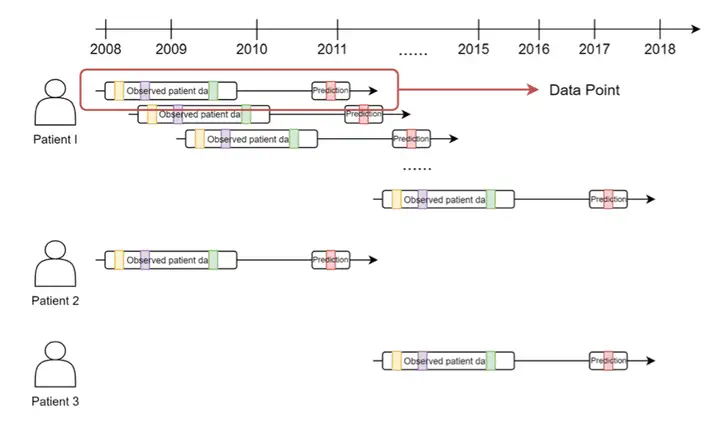 2008 2009 2010 2011 ...... 2015 2016 2017 2018
Observed patient da Prediction Data Point
Observed patient da Prediction
Patient I Observed patient da Prediction
......
Observed patient da Prediction
Observed patient da Prediction
Patient 2
Observed patient da Prediction
Patient 3